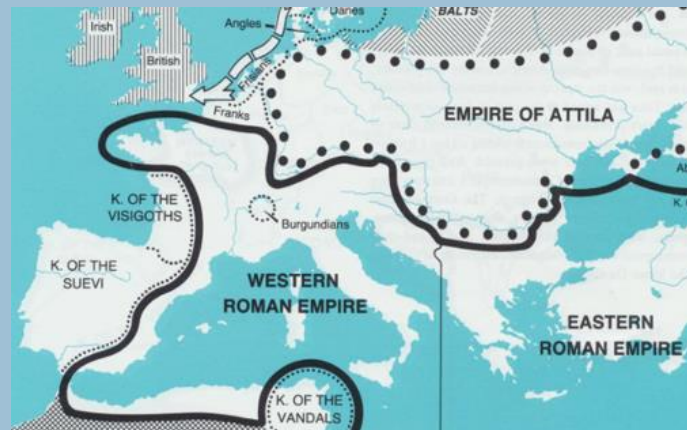 Irish
British
Angles
Danes
BALTS
Frisians
Franks
EMPIRE OF ATTILA
K. OF THE
VISIGOTHS
Burgundians
K. OF THE
SUEVI
WESTERN
ROMAN EMPIRE
EASTERN
ROMAN EMPIRE
K. OF THE
VANDALS